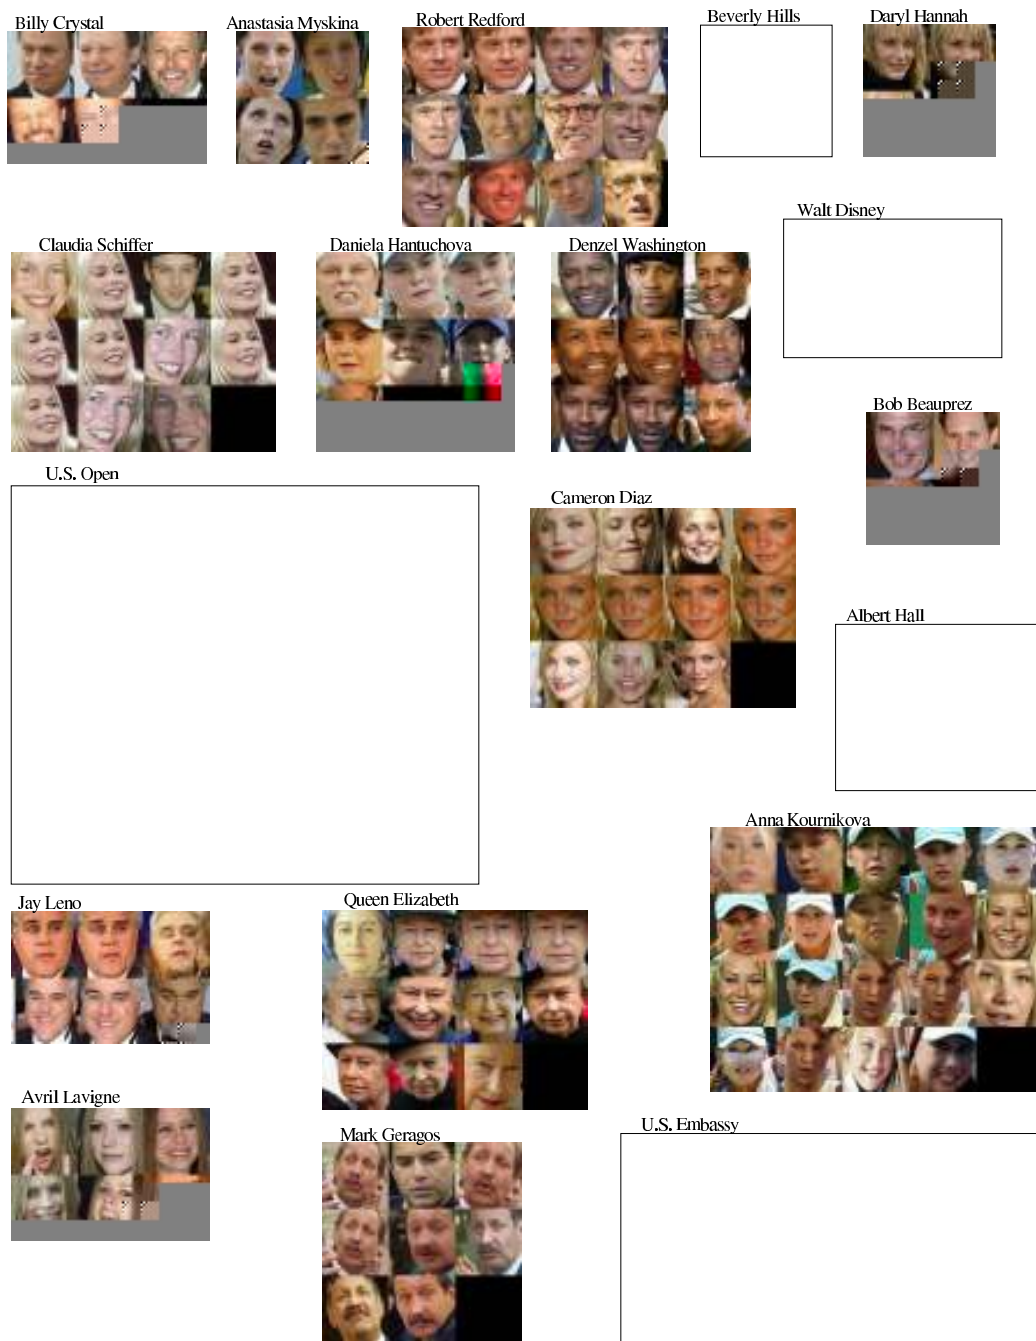 Billy Crystal
Anastasia Myskina
Robert Redford
Beverly Hills
Daryl Hannah
Walt Disney
Claudia Schiffer
Daniela Hantuchova
Denzel Washington
Bob Beauprez
U.S. Open
Cameron Diaz
Albert Hall
Anna Kournikova
Jay Leno
Queen Elizabeth
Avril Lavigne
U.S. Embassy
Mark Geragos